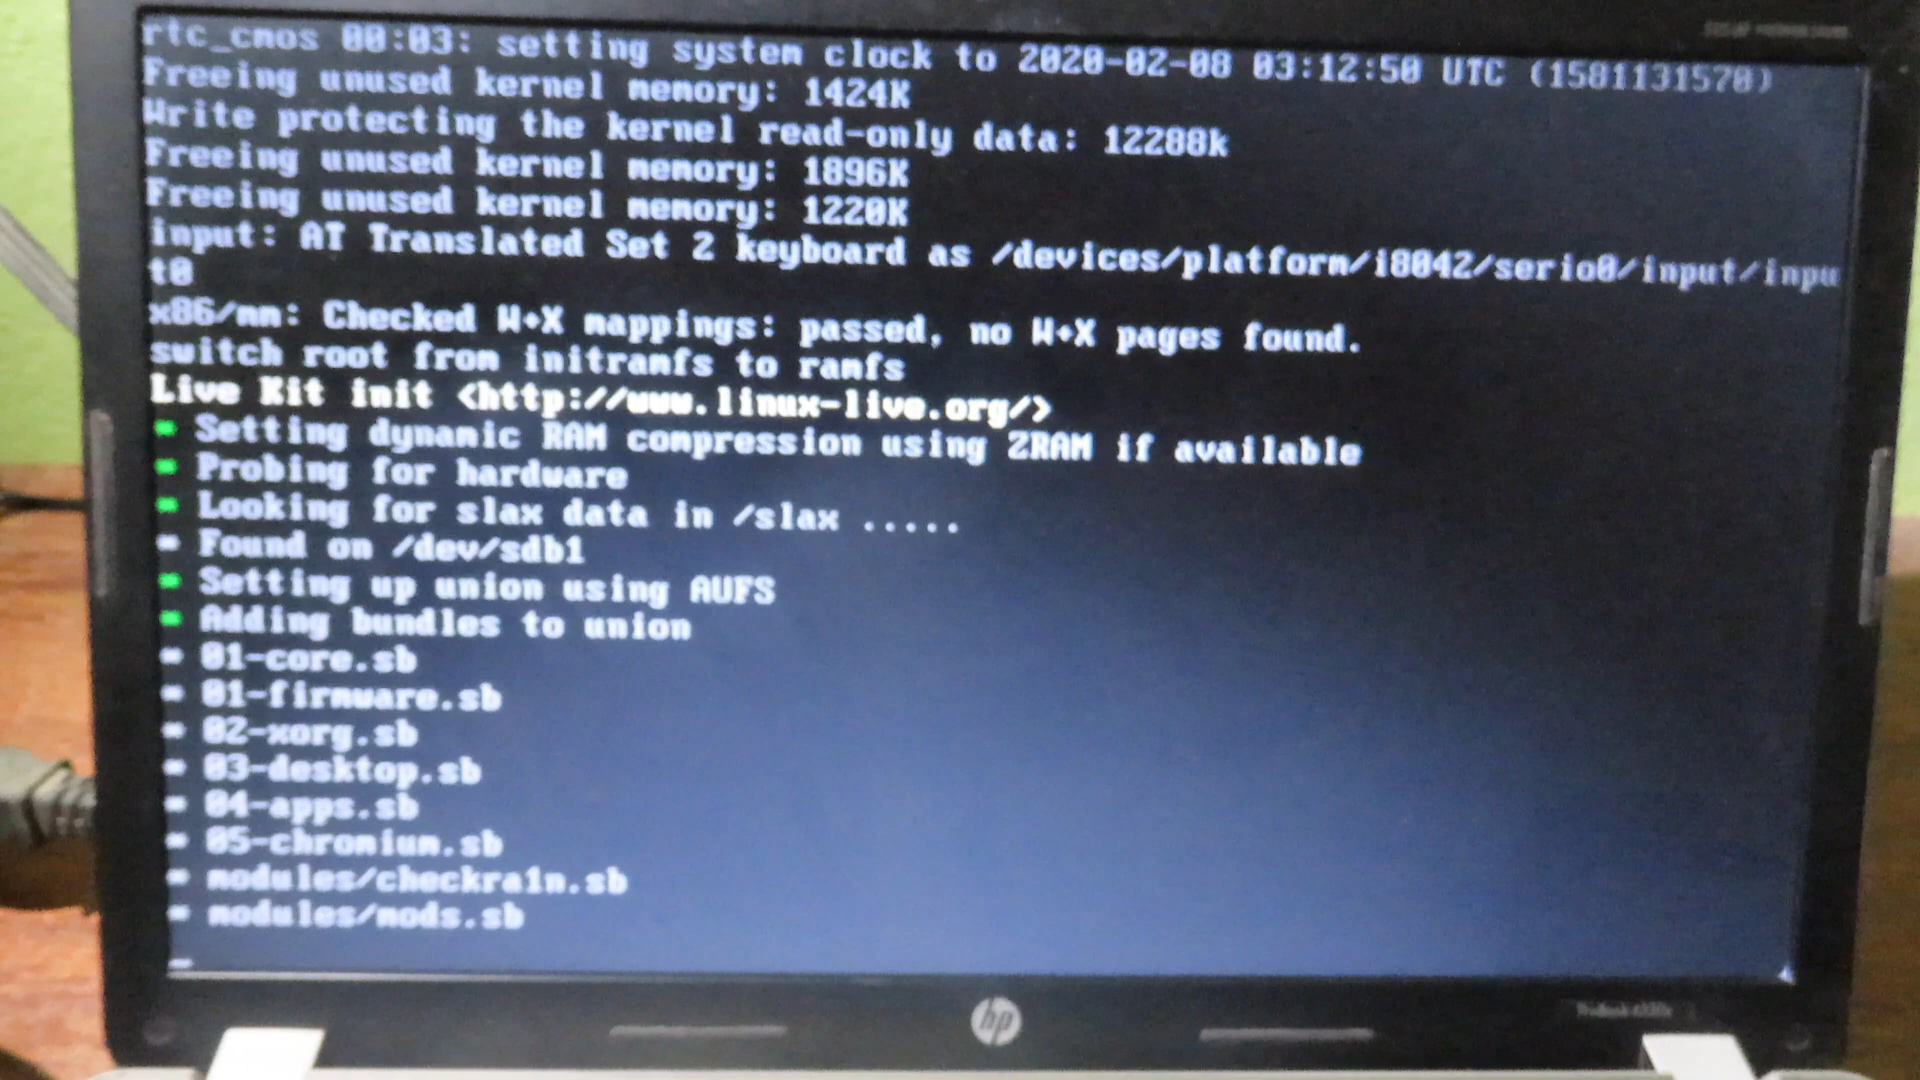 rtc_cmos 00:03: setting system clock to 2020-02-08 03:12:50 UTC (1581131570)
Freeing unused kernel memory: 1424K
Write protecting the kernel read-only data: 12288k
Freeing unused kernel memory: 1896K
Freeing unused kernel memory: 1220K
input: AT Translated Set 2 keyboard as /devices/platform/i8042/serio0/input/inpu
t0
x86/mm: Checked W+X mappings: passed, no W+X pages found.
switch root from initramfs to ramfs
Live Kit init <http://www.linux-live.org/>
* Setting dynamic RAM compression using ZRAM if available
* Probing for hardware
* Looking for slax data in /slax .....
* Found on /dev/sdb1
* Setting up union using AUFS
* Adding bundles to union
* 01-core.sb
* 01-firmware.sb
* 02-xorg.sb
* 03-desktop.sb
* 04-apps.sb
* 05-chromium.sb
* modules/checkra1n.sb
* modules/mods.sb
hp